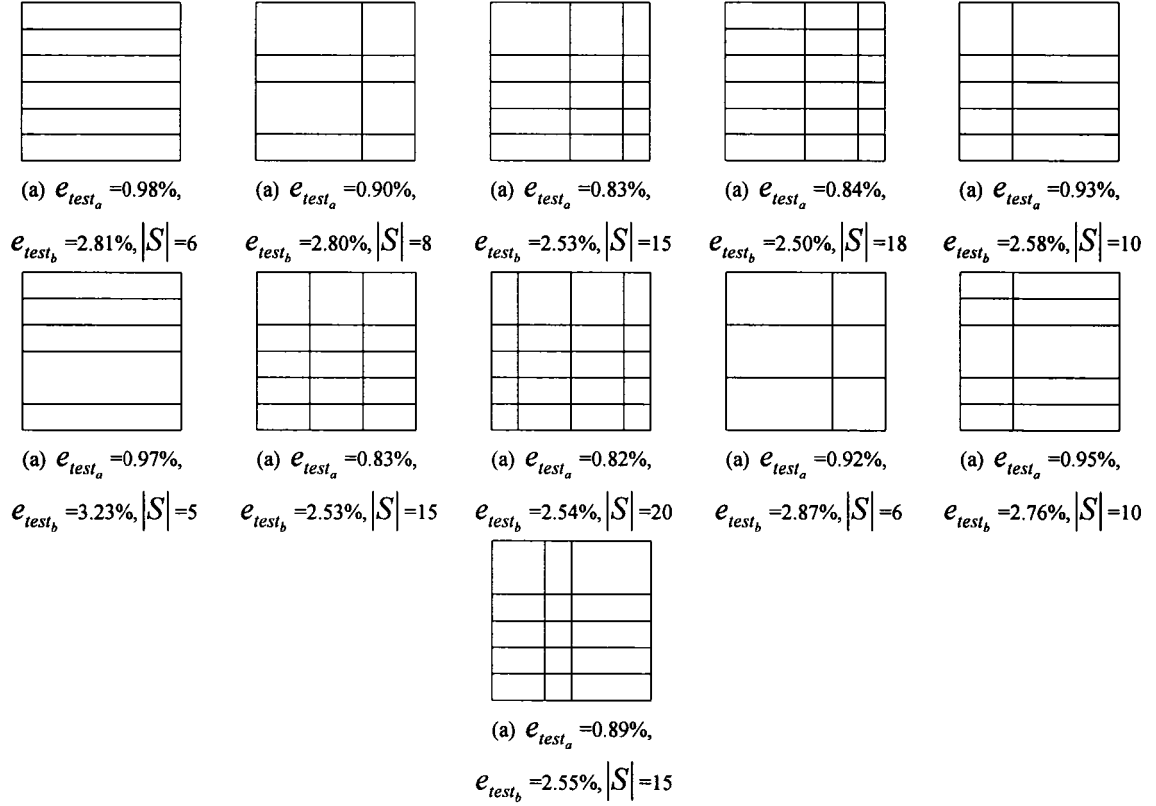 (a) e_test_a =0.98%,
e_test_b =2.81%, |S| =6
(a) e_test_a =0.90%,
e_test_b =2.80%, |S| =8
(a) e_test_a =0.83%,
e_test_b =2.53%, |S| =15
(a) e_test_a =0.84%,
e_test_b =2.50%, |S| =18
(a) e_test_a =0.93%,
e_test_b =2.58%, |S| =10
(a) e_test_a =0.97%,
e_test_b =3.23%, |S| =5
(a) e_test_a =0.83%,
e_test_b =2.53%, |S| =15
(a) e_test_a =0.82%,
e_test_b =2.54%, |S| =20
(a) e_test_a =0.92%,
e_test_b =2.87%, |S| =6
(a) e_test_a =0.95%,
e_test_b =2.76%, |S| =10
(a) e_test_a =0.89%,
e_test_b =2.55%, |S| =15